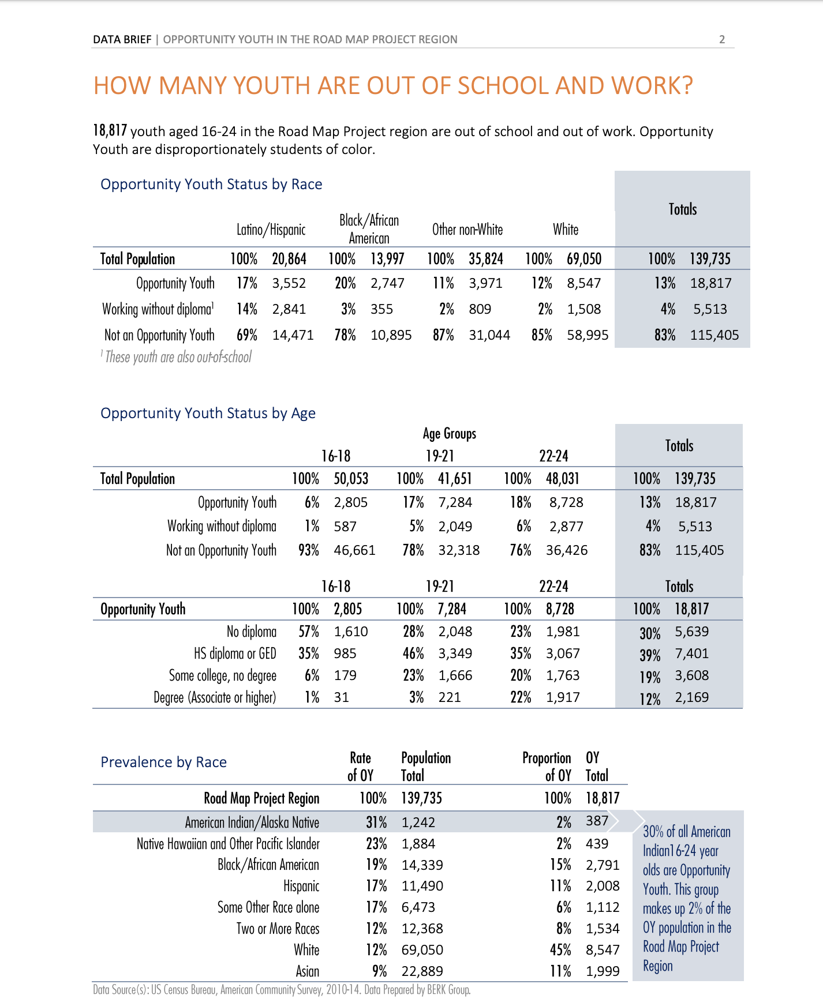 DATA BRIEF | OPPORTUNITY YOUTH IN THE ROAD MAP PROJECT REGION 2
HOW MANY YOUTH ARE OUT OF SCHOOL AND WORK?
18,817 youth aged 16-24 in the Road Map Project region are out of school and out of work. Opportunity
Youth are disproportionately students of color.
Opportunity Youth Status by Race
Totals
Latino/Hispanic Black/African American Other non-White White
Total Population 100% 20,864 100% 13,997 100% 35,824 100% 69,050 100% 139,735
Opportunity Youth 17% 3,552 20% 2,747 11% 3,971 12% 8,547 13% 18,817
Working without diploma¹ 14% 2,841 3% 355 2% 809 2% 1,508 4% 5,513
Not an Opportunity Youth 69% 14,471 78% 10,895 87% 31,044 85% 58,995 83% 115,405
¹ These youth are also out-of-school
Opportunity Youth Status by Age
Age Groups
Totals
16-18 19-21 22-24
Total Population 100% 50,053 100% 41,651 100% 48,031 100% 139,735
Opportunity Youth 6% 2,805 17% 7,284 18% 8,728 13% 18,817
Working without diploma 1% 587 5% 2,049 6% 2,877 4% 5,513
Not an Opportunity Youth 93% 46,661 78% 32,318 76% 36,426 83% 115,405
16-18 19-21 22-24 Totals
Opportunity Youth 100% 2,805 100% 7,284 100% 8,728 100% 18,817
No diploma 57% 1,610 28% 2,048 23% 1,981 30% 5,639
HS diploma or GED 35% 985 46% 3,349 35% 3,067 39% 7,401
Some college, no degree 6% 179 23% 1,666 20% 1,763 19% 3,608
Degree (Associate or higher) 1% 31 3% 221 22% 1,917 12% 2,169
Prevalence by Race
Rate of OY Population Total Proportion of OY OY Total
Road Map Project Region 100% 139,735 100% 18,817
American Indian/Alaska Native 31% 1,242 2% 387
Native Hawaiian and Other Pacific Islander 23% 1,884 2% 439
Black/African American 19% 14,339 15% 2,791
Hispanic 17% 11,490 11% 2,008
Some Other Race alone 17% 6,473 6% 1,112
Two or More Races 12% 12,368 8% 1,534
White 12% 69,050 45% 8,547
Asian 9% 22,889 11% 1,999
30% of all American
Indian16-24 year
olds are Opportunity
Youth. This group
makes up 2% of the
OY population in the
Road Map Project
Region
Data Source(s): US Census Bureau, American Community Survey, 2010-14. Data Prepared by BERK Group.